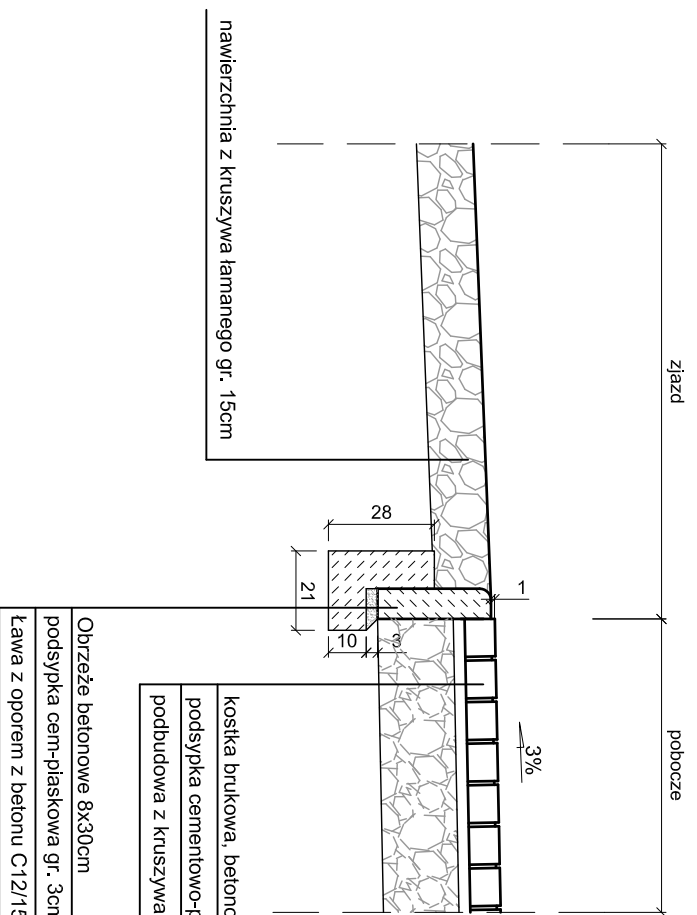 zjazd
pobocze
3%
1
28
21
10
3
nawierzchnia z kruszywa łamanego gr. 15cm
kostka brukowa, betono
podsypka cementowo-p
podbudowa z kruszywa
Obrzeże betonowe 8x30cm
podsypka cem-piaskowa gr. 3cm
Ława z oporem z betonu C12/15